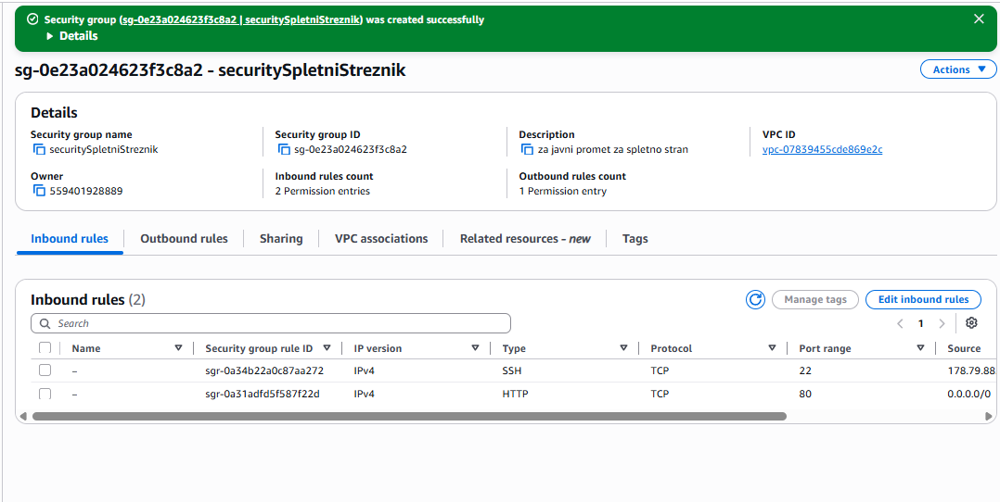 Security group (sg-0e23a024623f3c8a2 | securitySpletniStreznik) was created successfully
Details
sg-0e23a024623f3c8a2 - securitySpletniStreznik
Actions
Details
Security group name
securitySpletniStreznik
Security group ID
sg-0e23a024623f3c8a2
Description
za javni promet za spletno stran
VPC ID
vpc-07839455cde869e2c
Owner
559401928889
Inbound rules count
2 Permission entries
Outbound rules count
1 Permission entry
Inbound rules Outbound rules Sharing VPC associations Related resources - new Tags
Inbound rules (2)
Manage tags
Edit inbound rules
Search
1
Name Security group rule ID IP version Type Protocol Port range Source
– sgr-0a34b22a0c87aa272 IPv4 SSH TCP 22 178.79.88
– sgr-0a31adfd5f587f22d IPv4 HTTP TCP 80 0.0.0.0/0